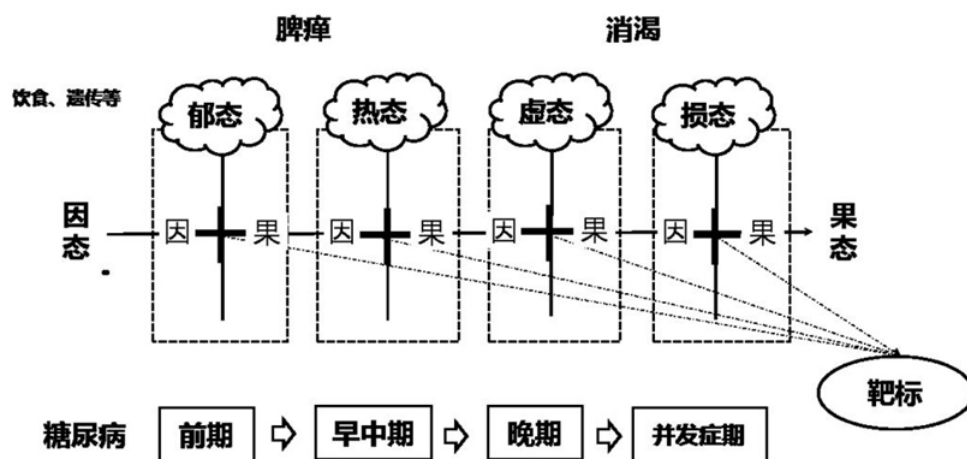 脾瘅 消渴
饮食、遗传等
郁态 热态 虚态 损态
因态 因 果 因 果 因 果 因 果 果态
靶标
糖尿病 前期 早中期 晚期 并发症期